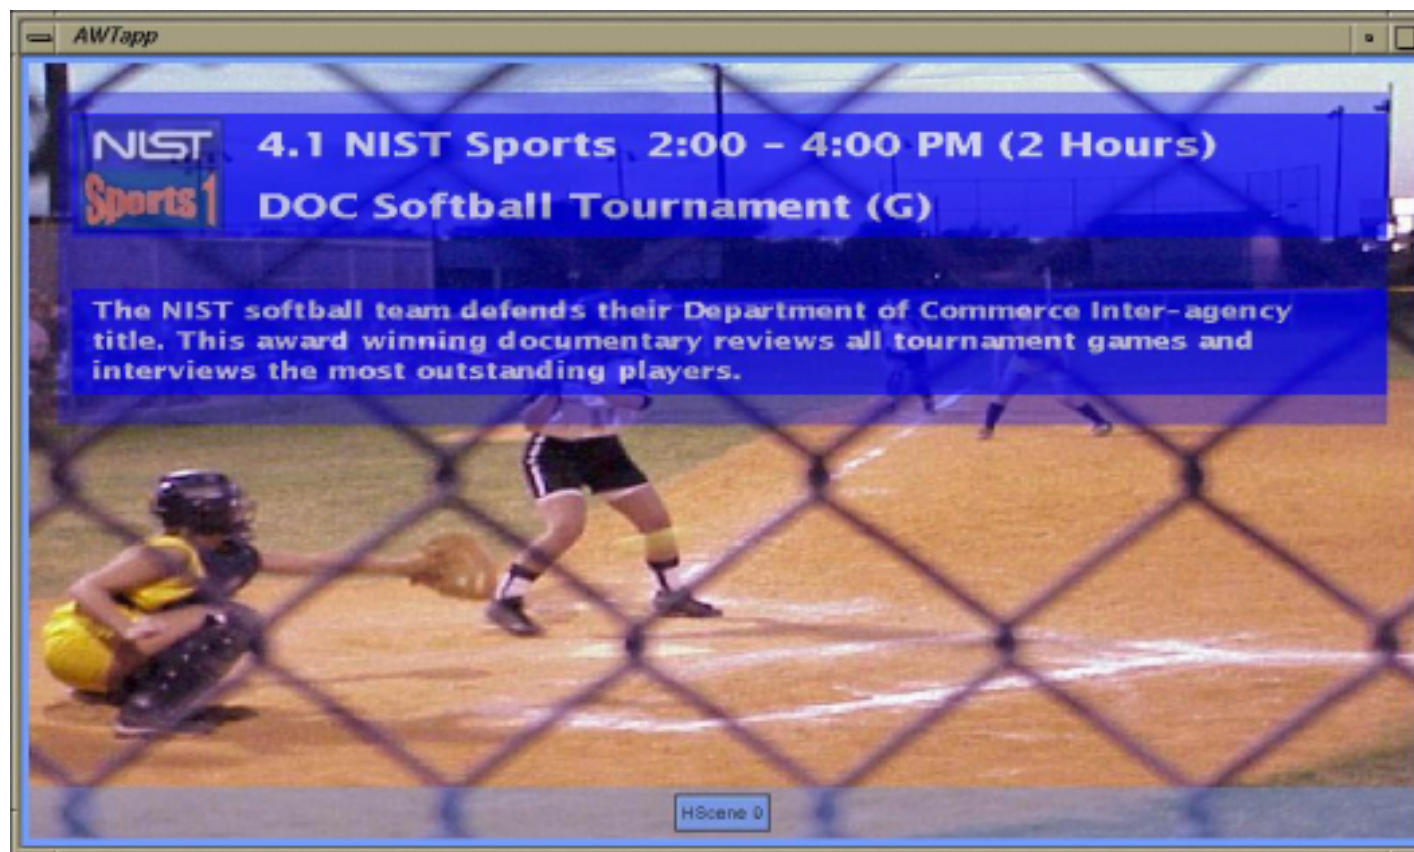 AWTapp
NIST
Sports 1
4.1 NIST Sports 2:00 - 4:00 PM (2 Hours)
DOC Softball Tournament (G)
The NIST softball team defends their Department of Commerce Inter-agency
title. This award winning documentary reviews all tournament games and
interviews the most outstanding players.
HScene 0